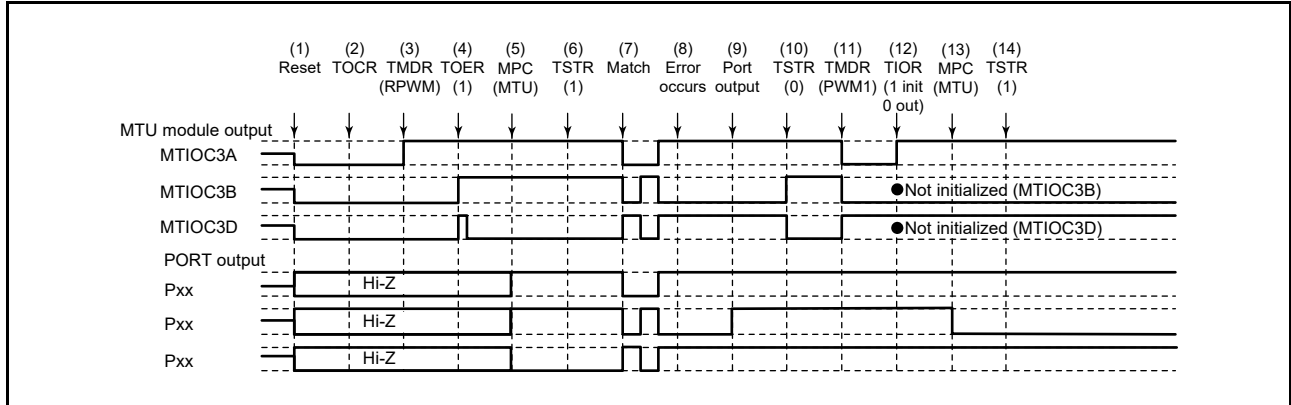 (1) (2) (3) (4) (5) (6) (7) (8) (9) (10) (11) (12) (13) (14)
Reset TOCR TMDR TOER MPC TSTR Match Error Port TSTR TMDR TIOR MPC TSTR
(RPWM) (1) (MTU) (1) occurs output (0) (PWM1) (1 init (MTU) (1)
0 out)
MTU module output
MTIOC3A
MTIOC3B ●Not initialized (MTIOC3B)
MTIOC3D ●Not initialized (MTIOC3D)
PORT output
Pxx Hi-Z
Pxx Hi-Z
Pxx Hi-Z